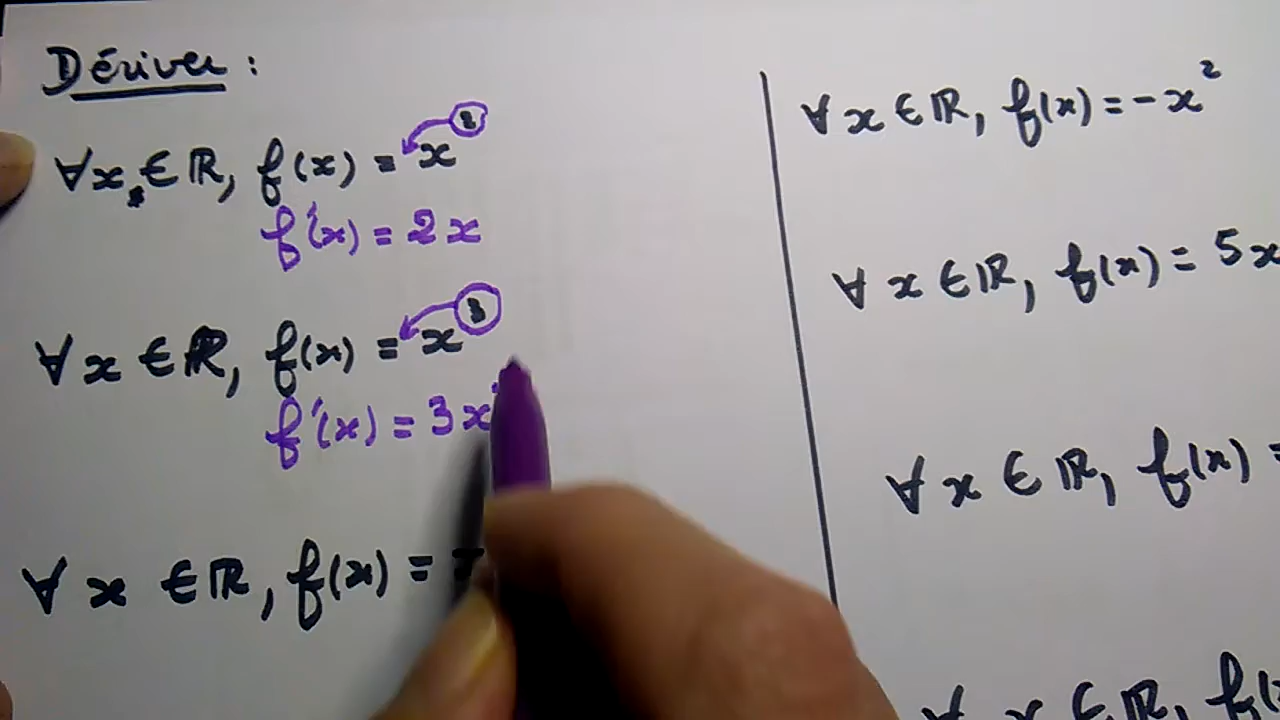 Dériver :
∀x, ∈ ℝ, f(x) = x²
f'(x) = 2x
∀ x ∈ ℝ, f(x) = x³
f'(x) = 3x
∀ x ∈ ℝ, f(x) =
∀ x ∈ ℝ, f(x) = -x²
∀ x ∈ ℝ, f(x) = 5x
∀ x ∈ ℝ, f(x) =
∀ x ∈ ℝ, f(